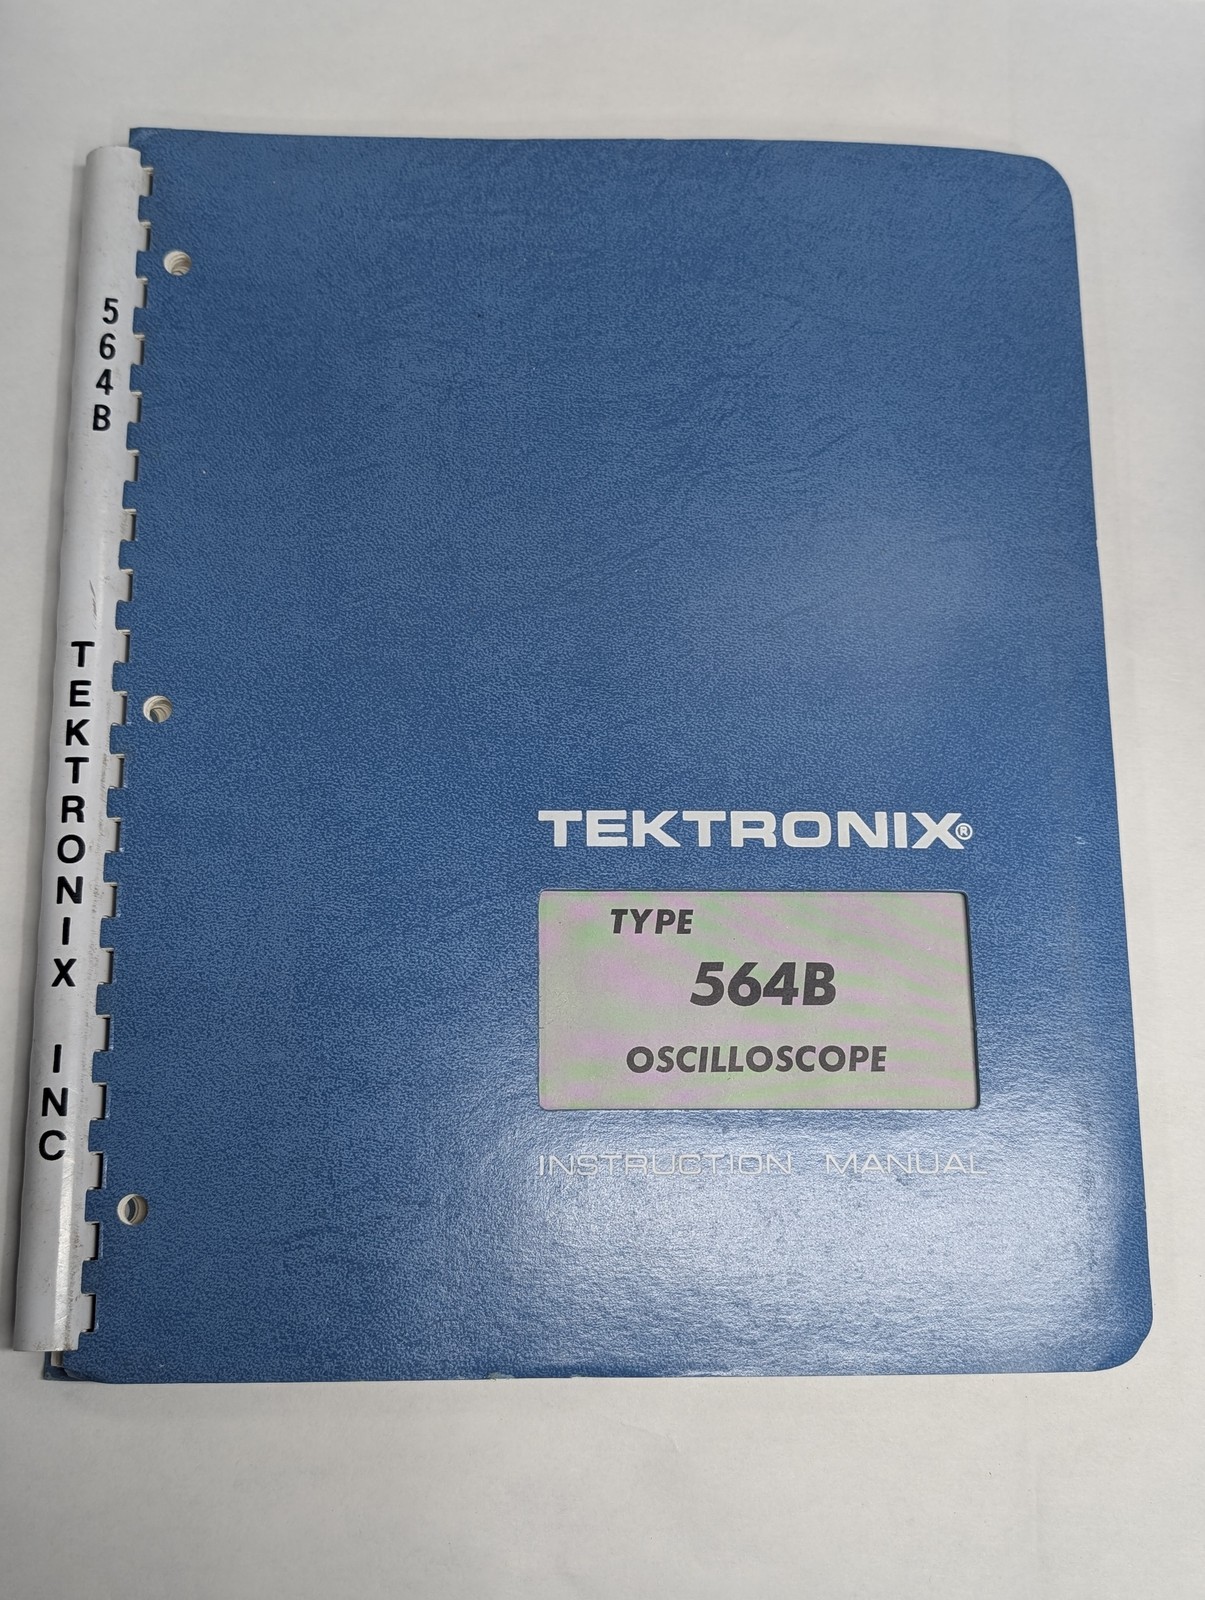 564B
TEKTRONIX INC
TEKTRONIX®
TYPE
564B
OSCILLOSCOPE
INSTRUCTION MANUAL